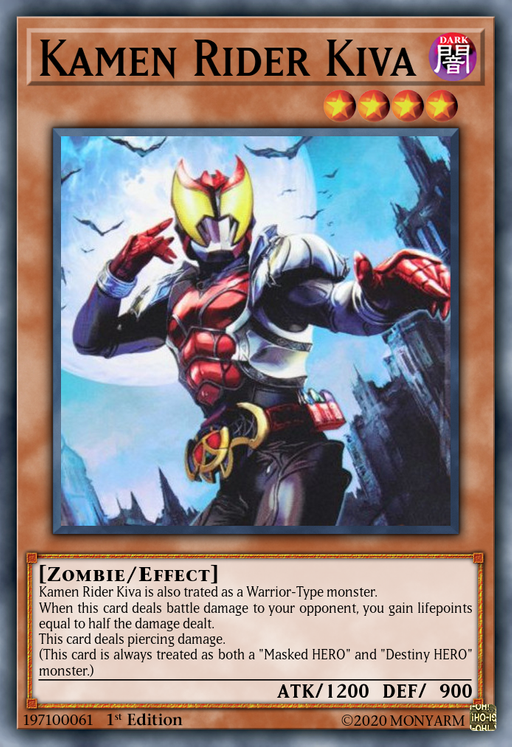 KAMEN RIDER KIVA
DARK
闇
[ZOMBIE/EFFECT]
Kamen Rider Kiva is also trated as a Warrior-Type monster.
When this card deals battle damage to your opponent, you gain lifepoints
equal to half the damage dealt.
This card deals piercing damage.
(This card is always treated as both a "Masked HERO" and "Destiny HERO"
monster.)
ATK/1200 DEF/ 900
197100061 1st Edition
©2020 MONYARM